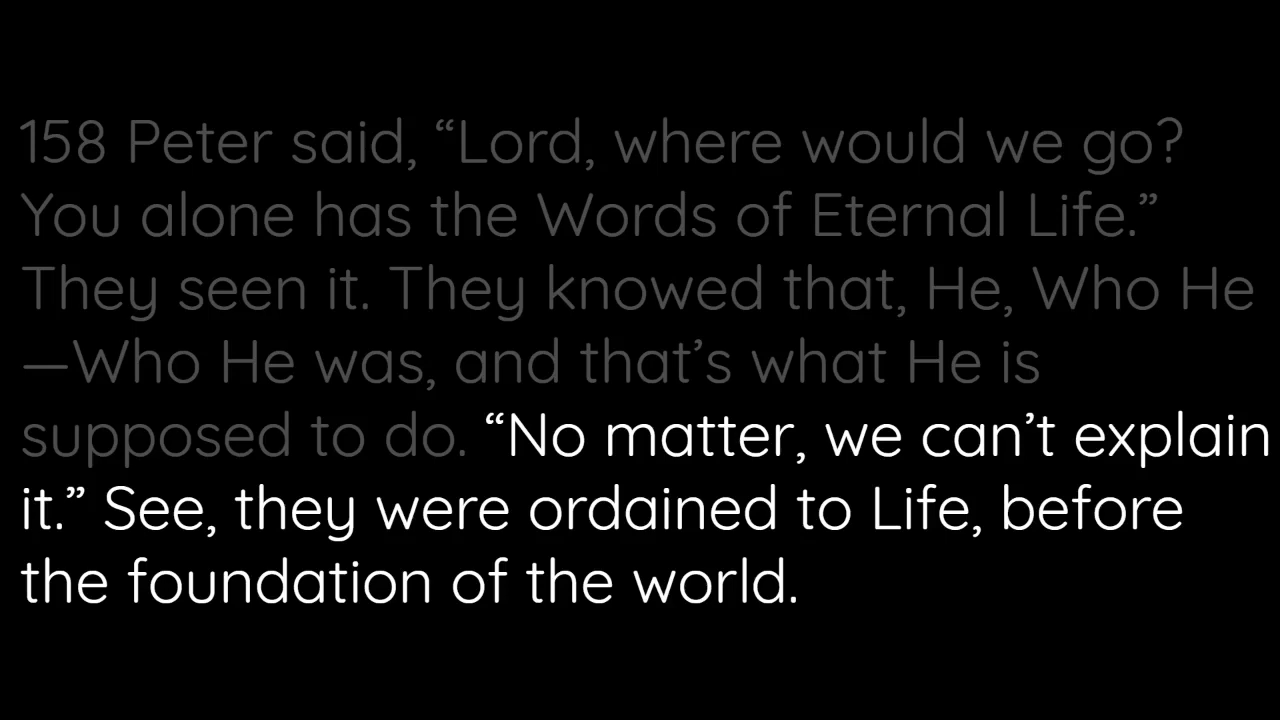 158 Peter said, “Lord, where would we go?
You alone has the Words of Eternal Life.”
They seen it. They knowed that, He, Who He
—Who He was, and that’s what He is
supposed to do. “No matter, we can’t explain
it.” See, they were ordained to Life, before
the foundation of the world.